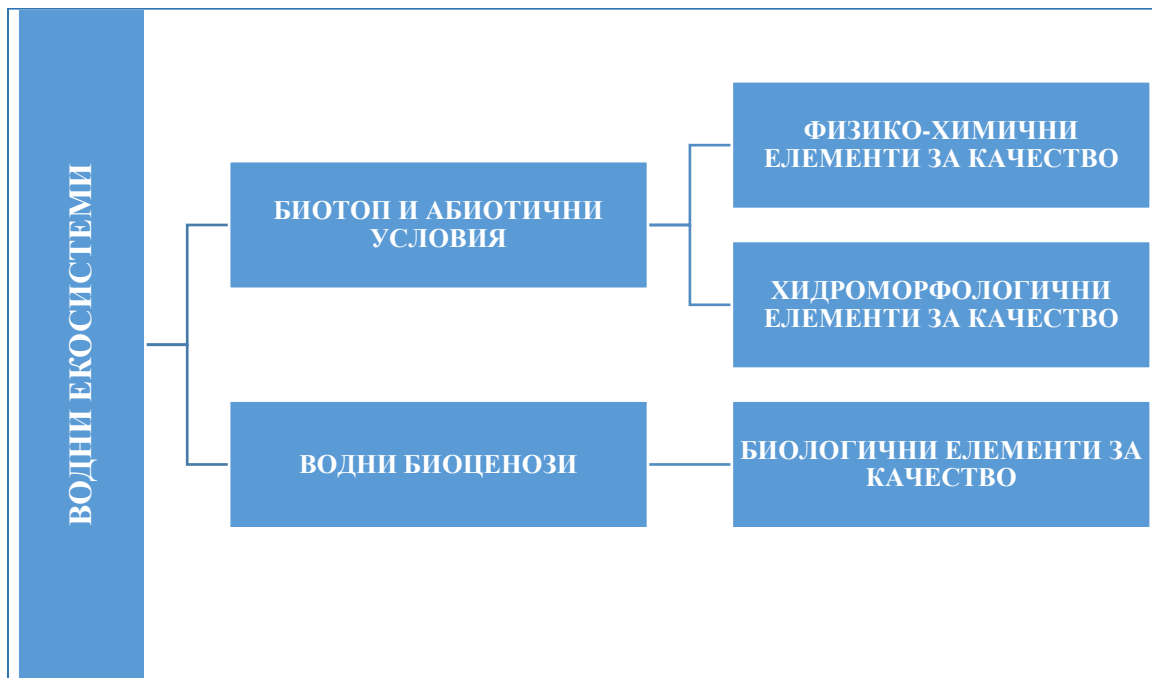 ВОДНИ ЕКОСИСТЕМИ
БИОТОП И АБИОТИЧНИ
УСЛОВИЯ
ФИЗИКО-ХИМИЧНИ
ЕЛЕМЕНТИ ЗА КАЧЕСТВО
ХИДРОМОРФОЛОГИЧНИ
ЕЛЕМЕНТИ ЗА КАЧЕСТВО
ВОДНИ БИОЦЕНОЗИ
БИОЛОГИЧНИ ЕЛЕМЕНТИ ЗА
КАЧЕСТВО